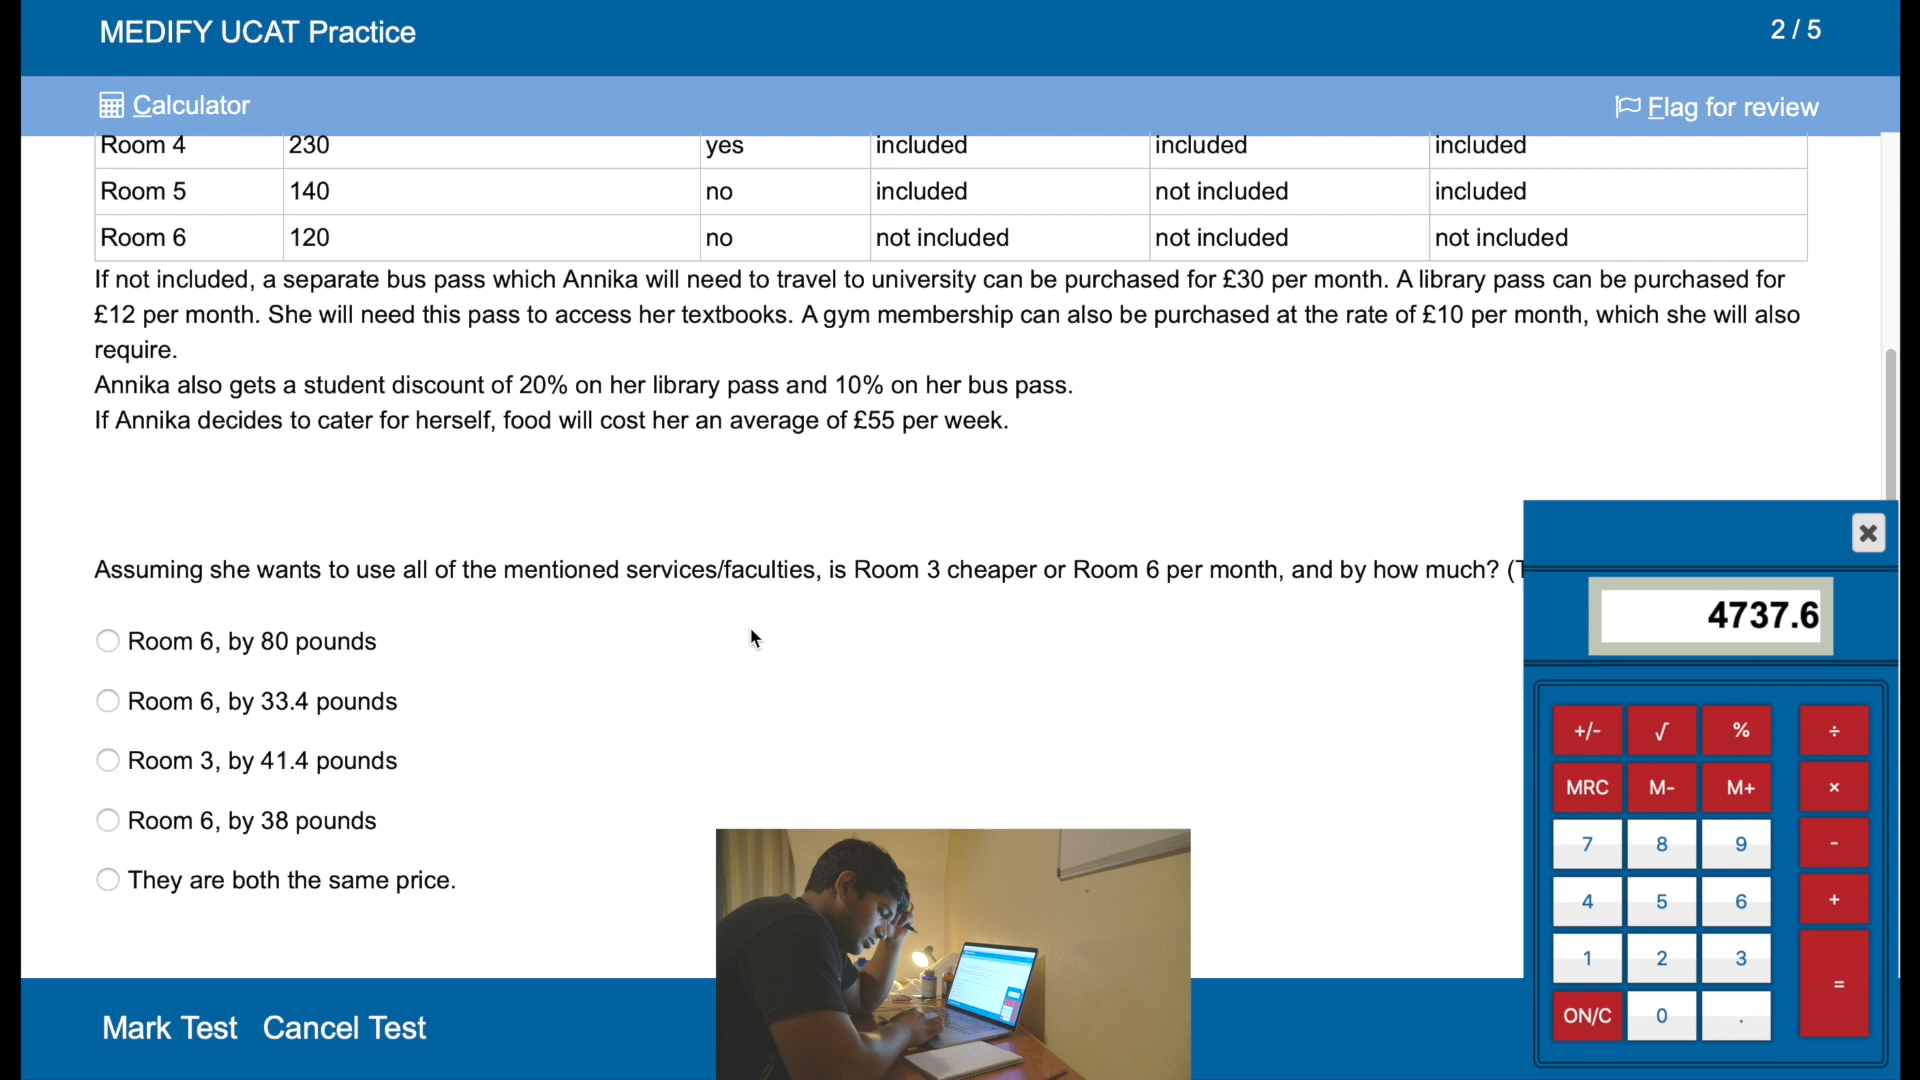 MEDIFY UCAT Practice
2 / 5
Calculator
Flag for review
Room 4 230 yes included included included
Room 5 140 no included not included included
Room 6 120 no not included not included not included
If not included, a separate bus pass which Annika will need to travel to university can be purchased for £30 per month. A library pass can be purchased for
£12 per month. She will need this pass to access her textbooks. A gym membership can also be purchased at the rate of £10 per month, which she will also
require.
Annika also gets a student discount of 20% on her library pass and 10% on her bus pass.
If Annika decides to cater for herself, food will cost her an average of £55 per week.
Assuming she wants to use all of the mentioned services/faculties, is Room 3 cheaper or Room 6 per month, and by how much? (
Room 6, by 80 pounds
Room 6, by 33.4 pounds
Room 3, by 41.4 pounds
Room 6, by 38 pounds
They are both the same price.
4737.6
+/- √ % ÷
MRC M- M+ ×
7 8 9 -
4 5 6 +
1 2 3 =
ON/C 0 .
Mark Test Cancel Test